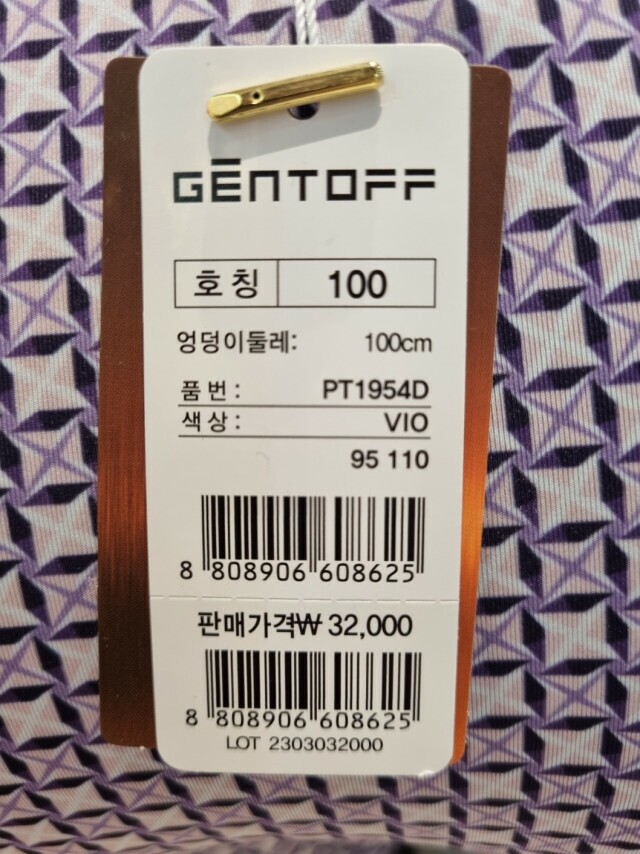 GENTOFF
호칭 100
엉덩이둘레: 100cm
품번: PT1954D
색상: VIO
95 110
8 808906 608625
판매가격₩ 32,000
8 808906 608625
LOT 2303032000